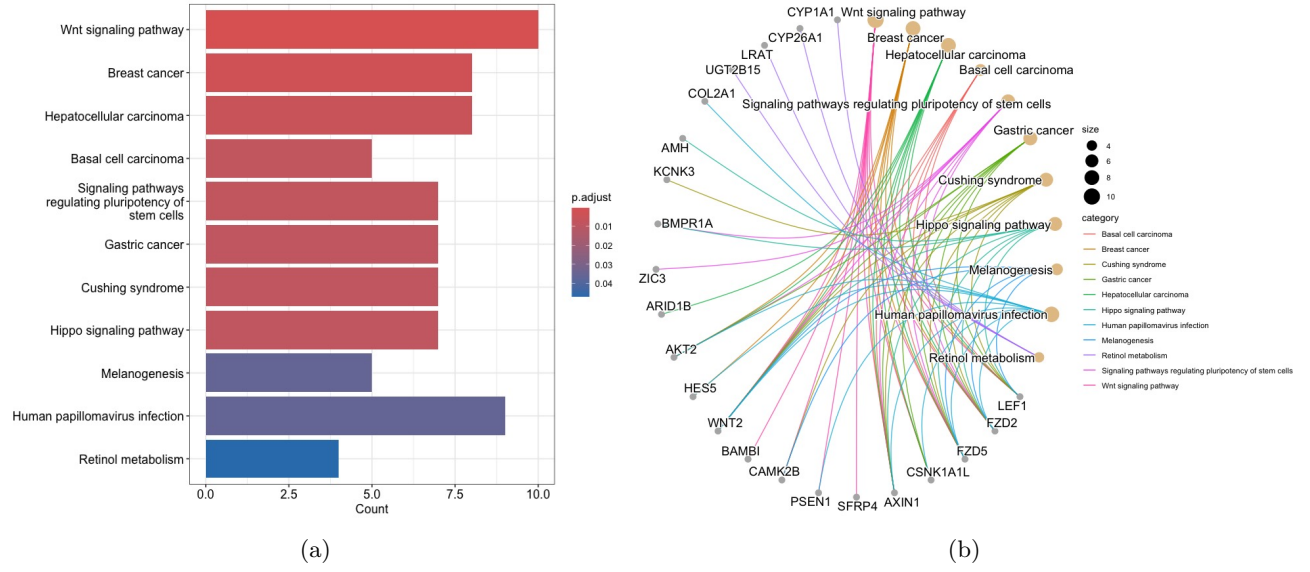 Wnt signaling pathway
Breast cancer
Hepatocellular carcinoma
Basal cell carcinoma
Signaling pathways
regulating pluripotency of
stem cells
Gastric cancer
Cushing syndrome
Hippo signaling pathway
Melanogenesis
Human papillomavirus infection
Retinol metabolism
0.0 2.5 5.0 7.5 10.0
Count
p.adjust
0.01
0.02
0.03
0.04
(a)
CYP1A1 Wnt signaling pathway
CYP26A1 Breast cancer
LRAT Hepatocellular carcinoma
UGT2B15 Basal cell carcinoma
COL2A1 Signaling pathways regulating pluripotency of stem cells
AMH Gastric cancer
KCNK3 Cushing syndrome
BMPR1A Hippo signaling pathway
ZIC3 Melanogenesis
ARID1B Human papillomavirus infection
AKT2 Retinol metabolism
HES5 LEF1
WNT2 FZD2
BAMBI FZD5
CAMK2B CSNK1A1L
PSEN1 SFRP4 AXIN1
size
4
6
8
10
category
Basal cell carcinoma
Breast cancer
Cushing syndrome
Gastric cancer
Hepatocellular carcinoma
Hippo signaling pathway
Human papillomavirus infection
Melanogenesis
Retinol metabolism
Signaling pathways regulating pluripotency of stem cells
Wnt signaling pathway
(b)